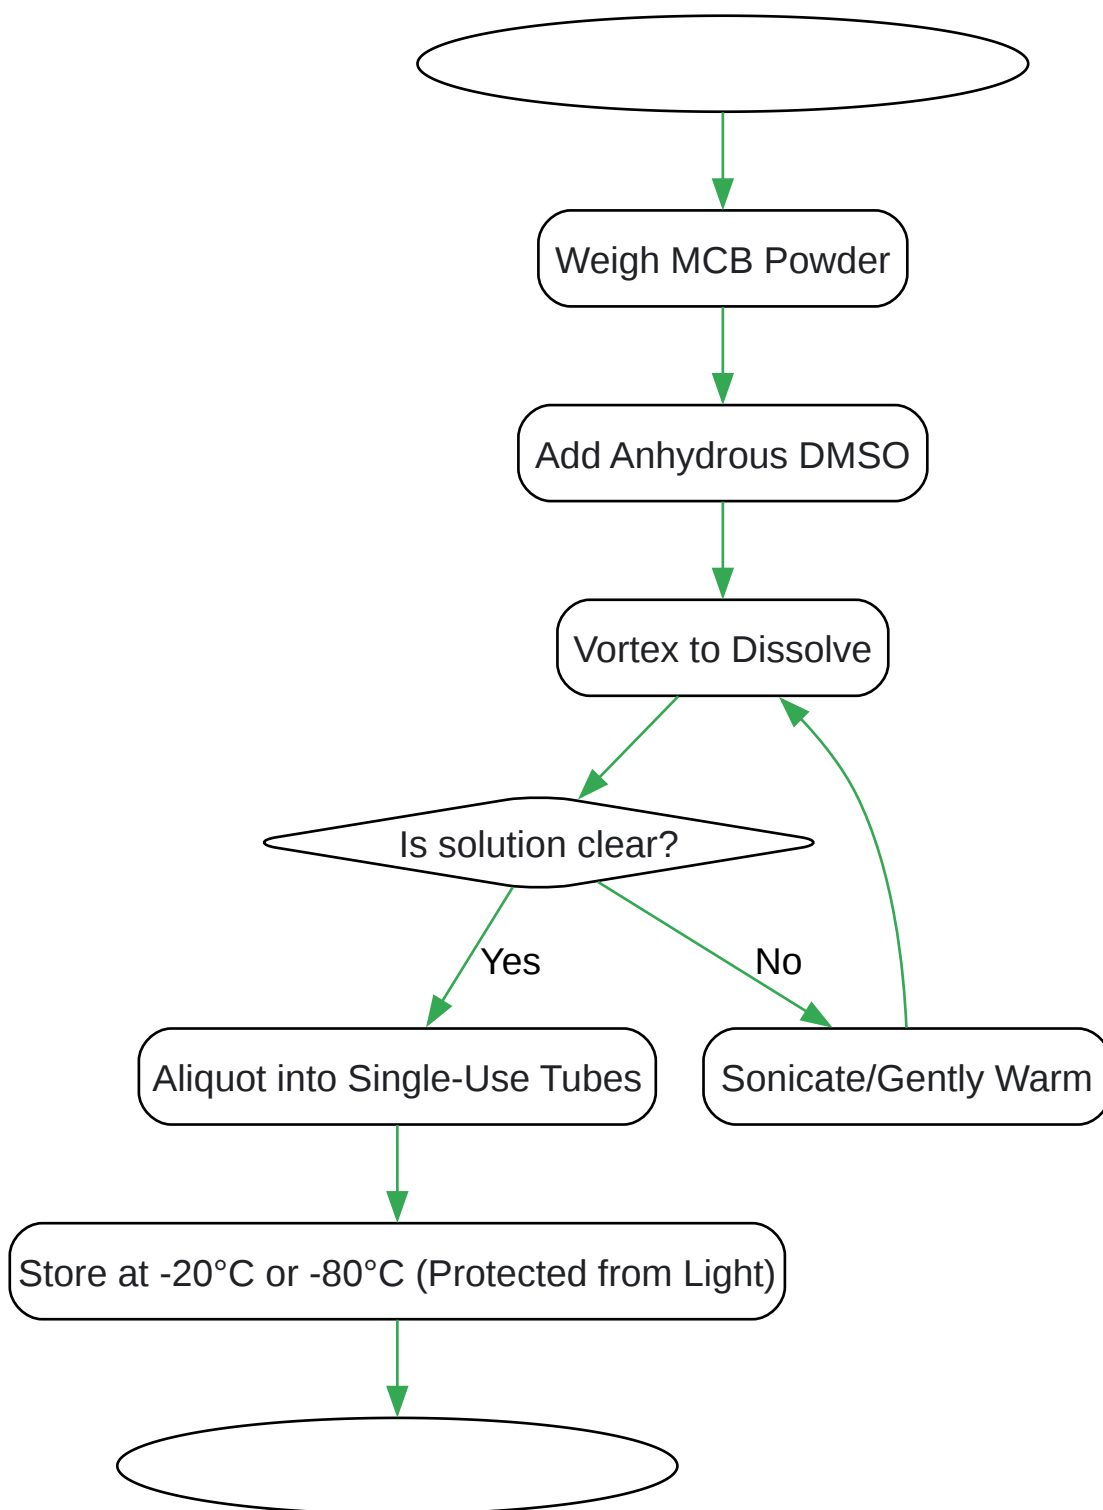 Weigh MCB Powder
Add Anhydrous DMSO
Vortex to Dissolve
Is solution clear?
Yes
No
Aliquot into Single-Use Tubes
Sonicate/Gently Warm
Store at -20°C or -80°C (Protected from Light)